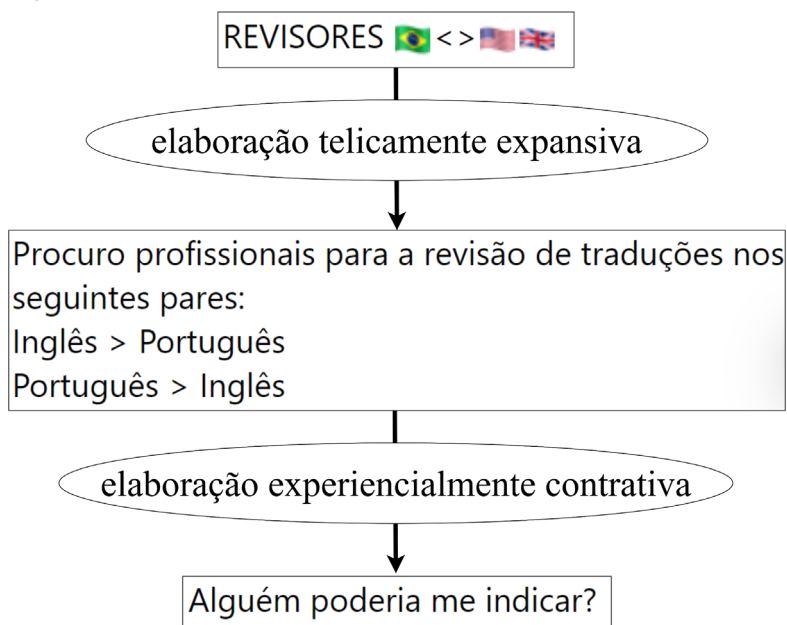 REVISORES 🇧🇷<>🇺🇸🇬🇧
elaboração telicamente expansiva
Procuro profissionais para a revisão de traduções nos
seguintes pares:
Inglês > Português
Português > Inglês
elaboração experiencialmente contrativa
Alguém poderia me indicar?